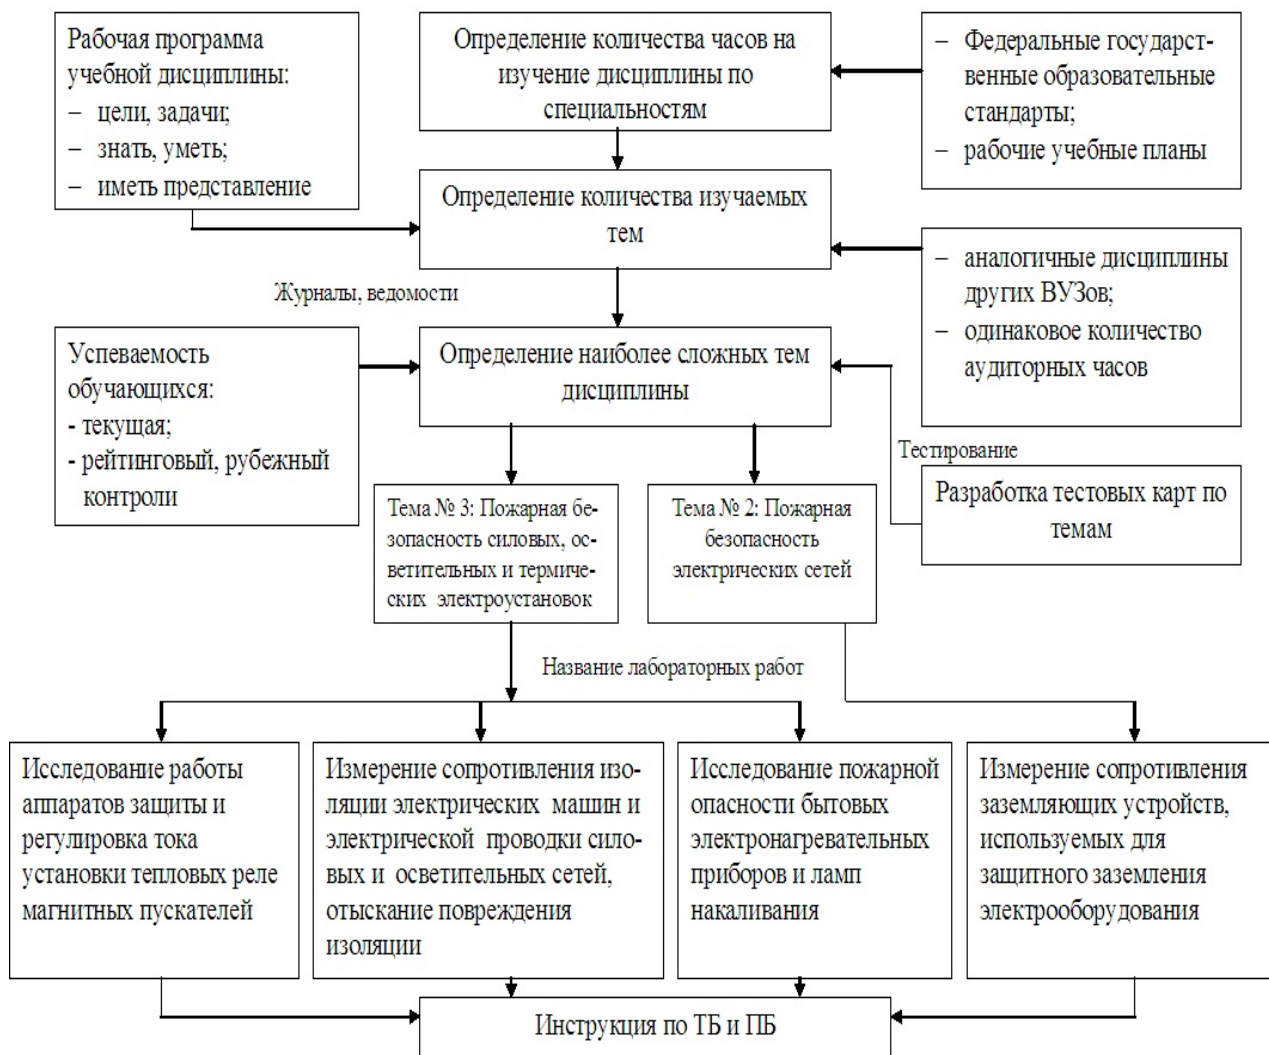 Рабочая программа
учебной дисциплины:
– цели, задачи;
– знать, уметь;
– иметь представление
Определение количества часов на
изучение дисциплины по
специальностям
– Федеральные государст-
венные образовательные
стандарты;
– рабочие учебные планы
Определение количества изучаемых
тем
– аналогичные дисциплины
других ВУЗов;
– одинаковое количество
аудиторных часов
Журналы, ведомости
Успеваемость
обучающихся:
- текущая;
- рейтинговый, рубежный
контроли
Определение наиболее сложных тем
дисциплины
Тестирование
Разработка тестовых карт по
темам
Тема № 3: Пожарная бе-
зопасность силовых, ос-
ветительных и термиче-
ских электроустановок
Тема № 2: Пожарная
безопасность
электрических сетей
Название лабораторных работ
Исследование работы
аппаратов защиты и
регулировка тока
установки тепловых реле
магнитных пускателей
Измерение сопротивления изо-
ляции электрических машин и
электрической проводки сило-
вых и осветительных сетей,
отыскание повреждения
изоляции
Исследование пожарной
опасности бытовых
электронагревательных
приборов и ламп
накаливания
Измерение сопротивления
заземляющих устройств,
используемых для
защитного заземления
электрооборудования
Инструкция по ТБ и ПБ